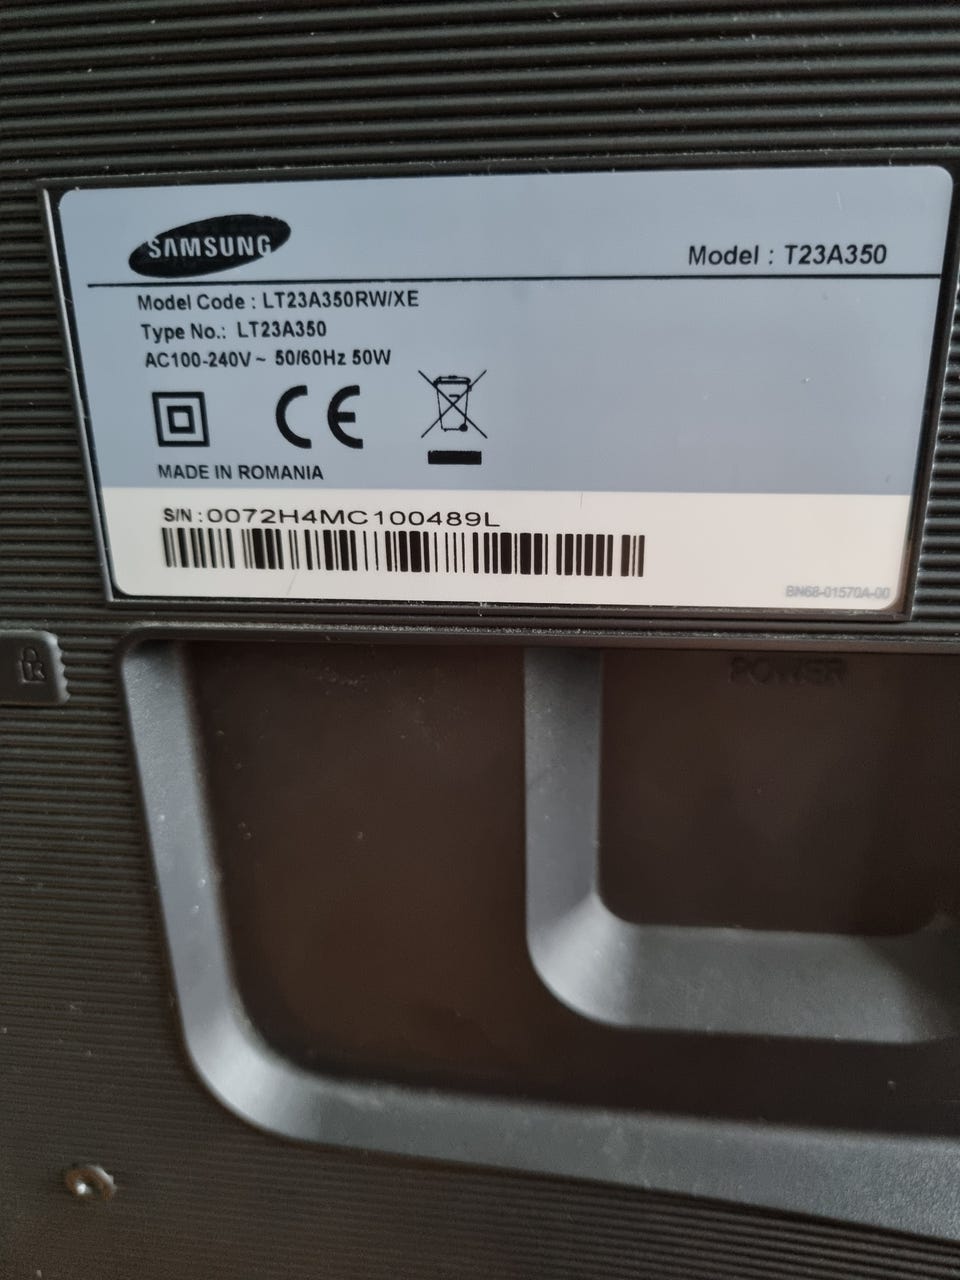 SAMSUNG
Model : T23A350
Model Code : LT23A350RW/XE
Type No.: LT23A350
AC100-240V~ 50/60Hz 50W
CE
MADE IN ROMANIA
S/N : 0072H4MC100489L
BN68-01570A-00
POWER